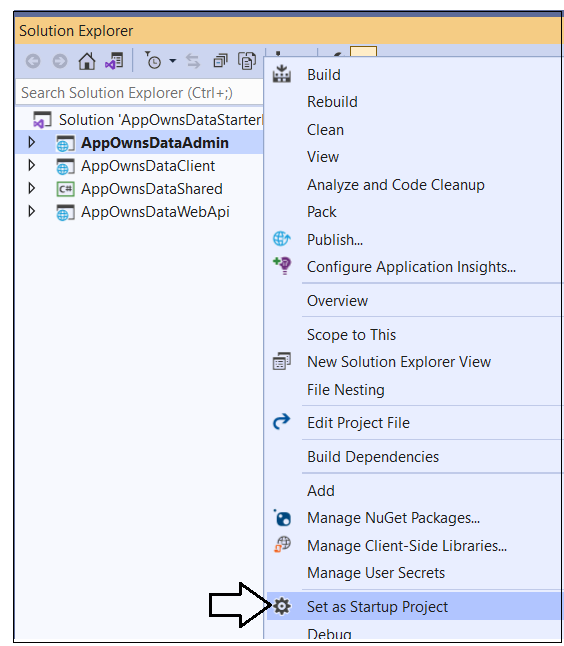 Solution Explorer
Search Solution Explorer (Ctrl+;)
Solution 'AppOwnsDataStarter
AppOwnsDataAdmin
AppOwnsDataClient
C# AppOwnsDataShared
AppOwnsDataWebApi
Build
Rebuild
Clean
View
Analyze and Code Cleanup
Pack
Publish...
Configure Application Insights...
Overview
Scope to This
New Solution Explorer View
File Nesting
Edit Project File
Build Dependencies
Add
Manage NuGet Packages...
Manage Client-Side Libraries...
Manage User Secrets
Set as Startup Project
Debug